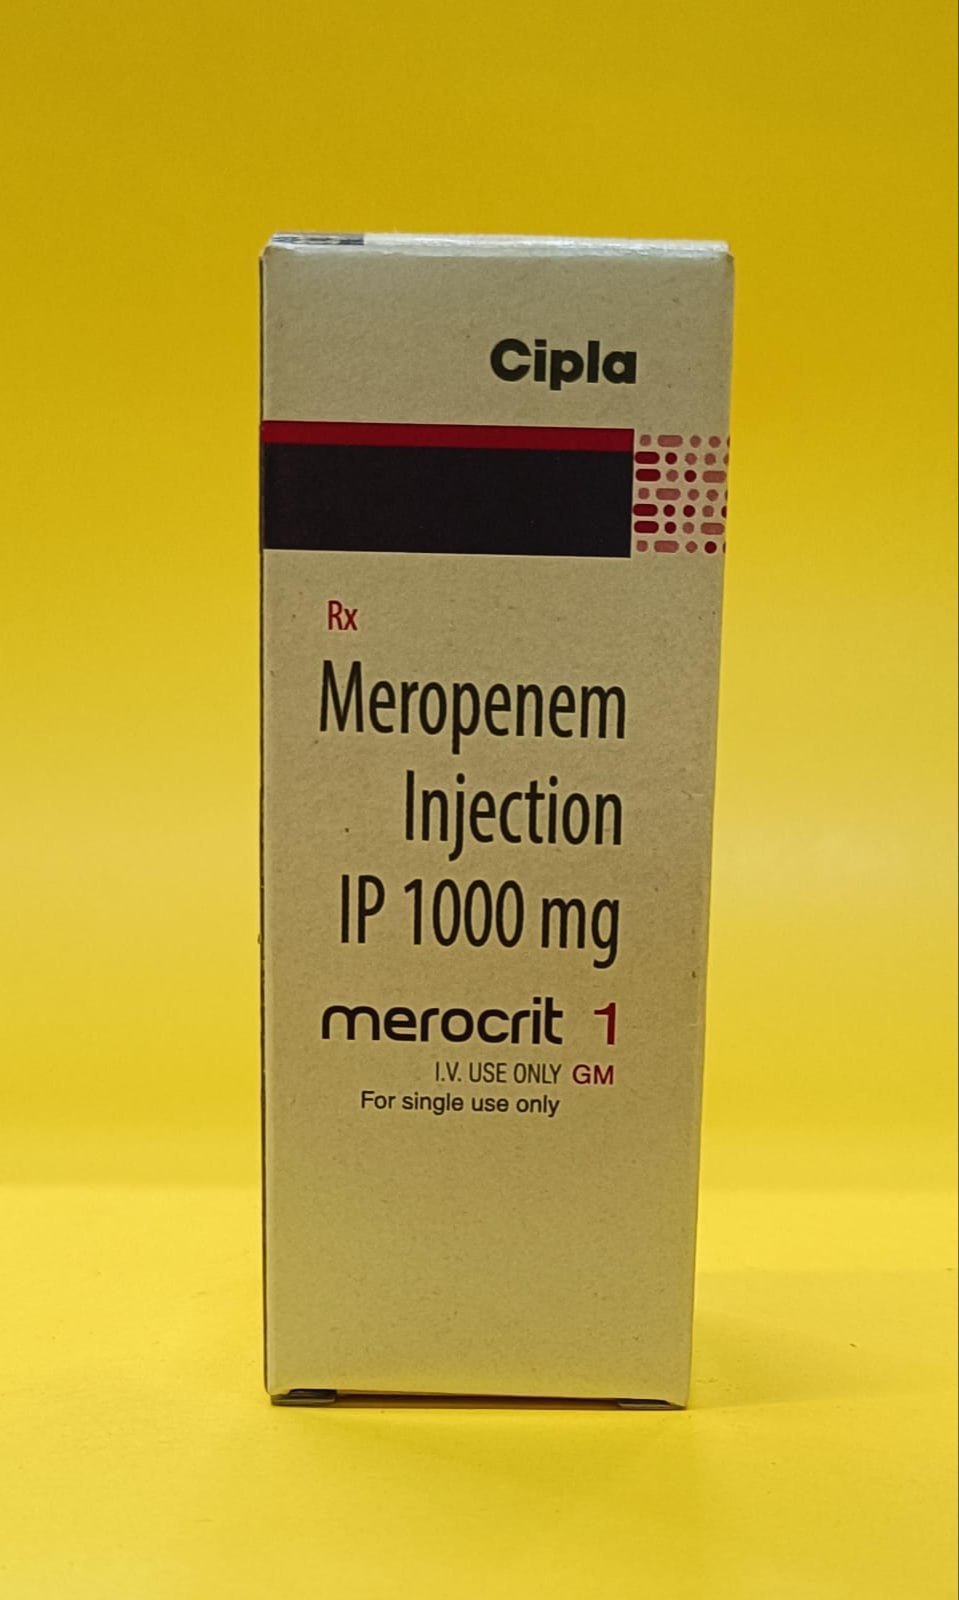 Cipla
Rx
Meropenem
Injection
IP 1000 mg
merocrit 1
I.V. USE ONLY GM
For single use only